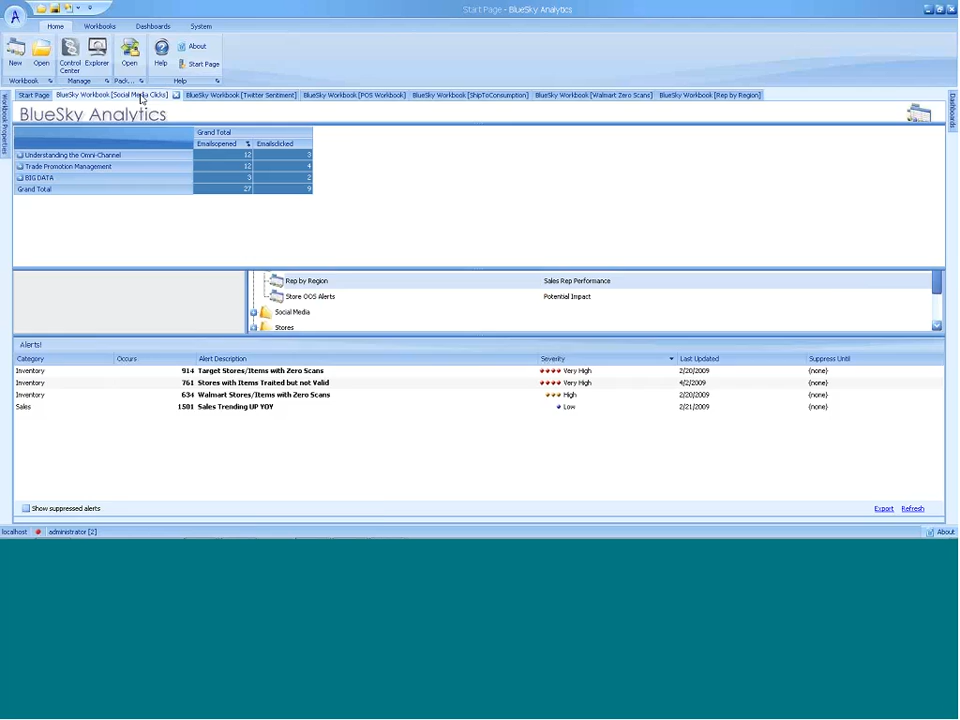 Start Page - BlueSky Analytics
A
Home Workbooks Dashboards System
New Open Control Center Explorer Open Help About
Start Page
Workbook Manage Pack... Help
Start Page BlueSky Workbook [Social Media Clicks] BlueSky Workbook [Twitter Sentiment] BlueSky Workbook [POS Workbook] BlueSky Workbook [ShipToConsumption] BlueSky Workbook [Walmart Zero Scans] BlueSky Workbook [Rep by Region]
Workbook Properties
Dashboards
BlueSky Analytics
Grand Total
Emailsopened Emailsclicked
Understanding the Omni-Channel 12 3
Trade Promotion Management 12 4
BIG DATA 3 2
Grand Total 27 9
Rep by Region Sales Rep Performance
Store OOS Alerts Potential Impact
Social Media
Stores
Alerts!
Category Occurs Alert Description Severity Last Updated Suppress Until
Inventory 914 Target Stores/Items with Zero Scans Very High 2/20/2009 (none)
Inventory 761 Stores with Items Traited but not Valid Very High 4/2/2009 (none)
Inventory 634 Walmart Stores/Items with Zero Scans High 2/20/2009 (none)
Sales 1501 Sales Trending UP YOY Low 2/21/2009 (none)
Show suppressed alerts Export Refresh
localhost administrator [2] About